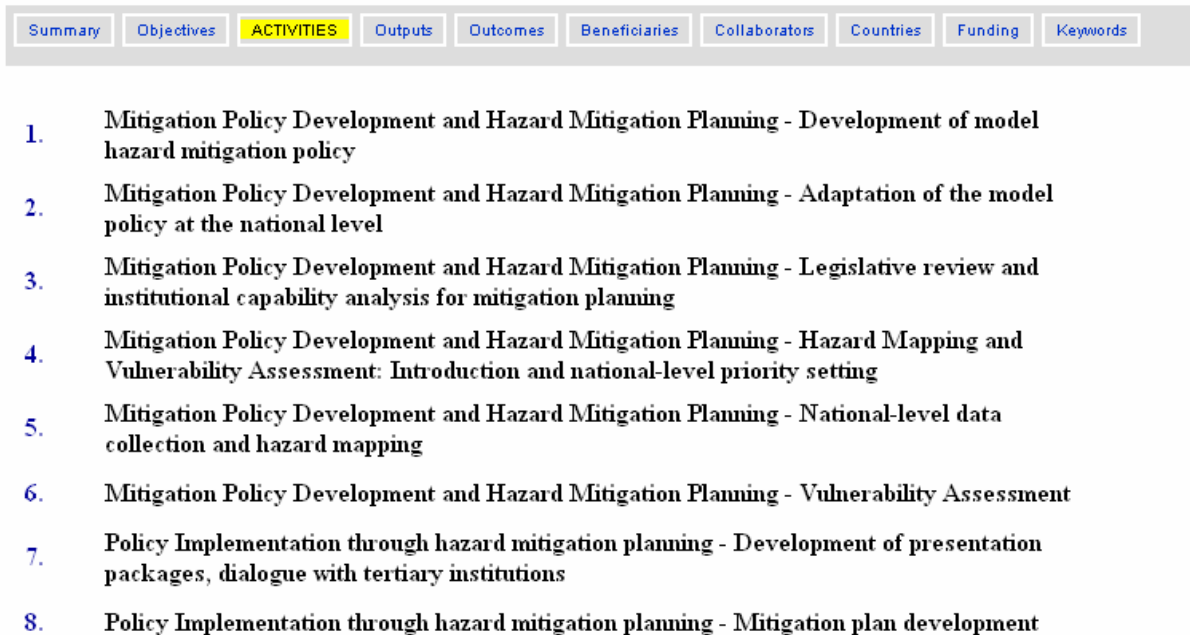 Summary Objectives ACTIVITIES Outputs Outcomes Beneficiaries Collaborators Countries Funding Keywords
1. Mitigation Policy Development and Hazard Mitigation Planning - Development of model
hazard mitigation policy
2. Mitigation Policy Development and Hazard Mitigation Planning - Adaptation of the model
policy at the national level
3. Mitigation Policy Development and Hazard Mitigation Planning - Legislative review and
institutional capability analysis for mitigation planning
4. Mitigation Policy Development and Hazard Mitigation Planning - Hazard Mapping and
Vulnerability Assessment: Introduction and national-level priority setting
5. Mitigation Policy Development and Hazard Mitigation Planning - National-level data
collection and hazard mapping
6. Mitigation Policy Development and Hazard Mitigation Planning - Vulnerability Assessment
7. Policy Implementation through hazard mitigation planning - Development of presentation
packages, dialogue with tertiary institutions
8. Policy Implementation through hazard mitigation planning - Mitigation plan development